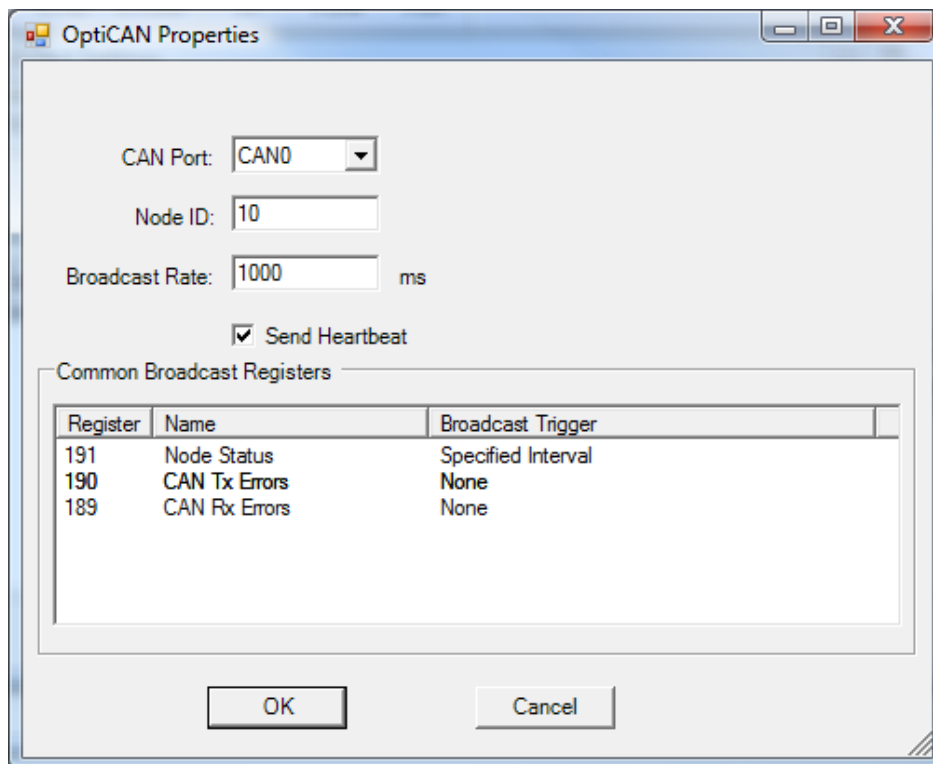 OptiCAN Properties
CAN Port: CAN0
Node ID: 10
Broadcast Rate: 1000 ms
Send Heartbeat
Common Broadcast Registers
Register Name Broadcast Trigger
191 Node Status Specified Interval
190 CAN Tx Errors None
189 CAN Rx Errors None
OK Cancel